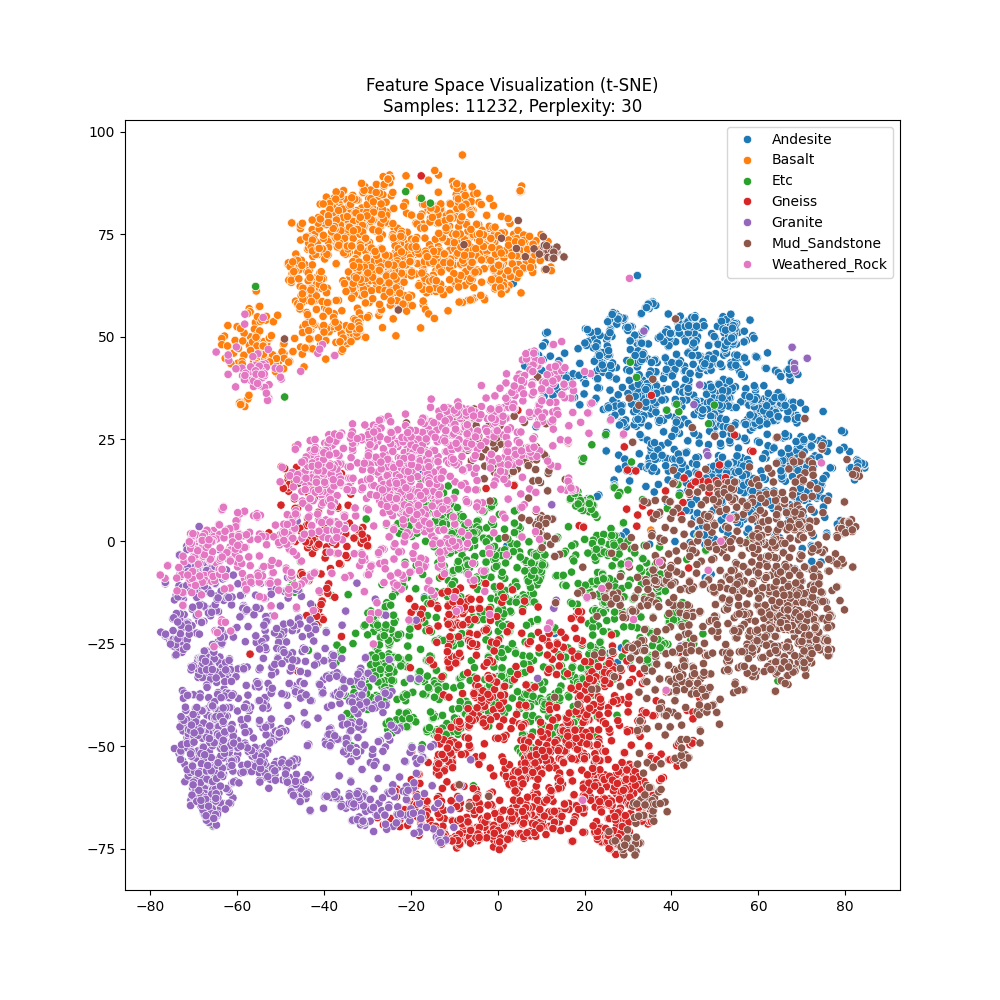 Feature Space Visualization (t-SNE)
Samples: 11232, Perplexity: 30
Andesite
Basalt
Etc
Gneiss
Granite
Mud_Sandstone
Weathered_Rock
100
75
50
25
0
−25
−50
−75
−80 −60 −40 −20 0 20 40 60 80